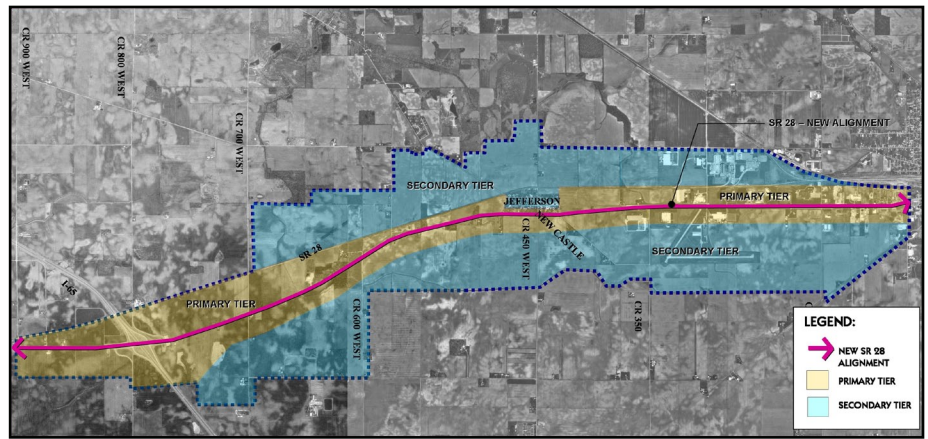 CR 900 WEST
CR 800 WEST
CR 700 WEST
SR 28 – NEW ALIGNMENT
SECONDARY TIER
JEFFERSON
PRIMARY TIER
NEW CASTLE
SR 28
CR 450 WEST
SECONDARY TIER
I-65
PRIMARY TIER
CR 600 WEST
CR 350
LEGEND:
NEW SR 28
ALIGNMENT
PRIMARY TIER
SECONDARY TIER